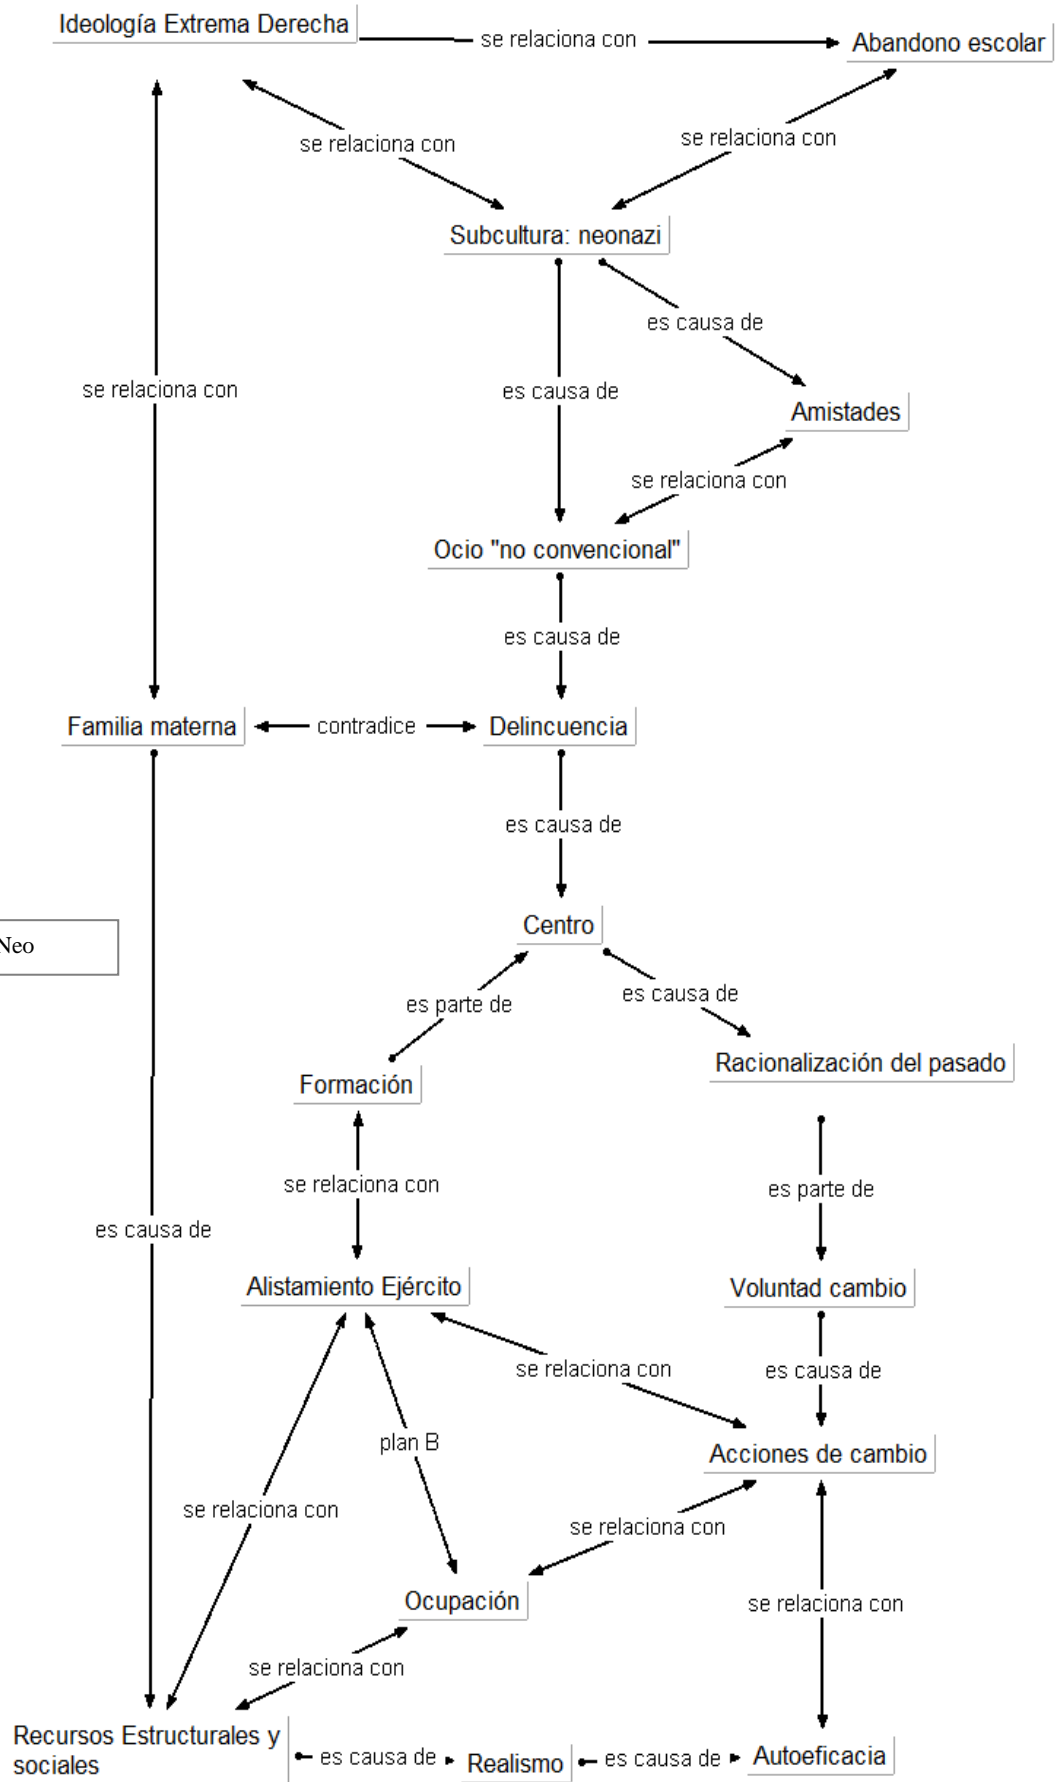 Ideología Extrema Derecha
se relaciona con
Abandono escolar
se relaciona con
se relaciona con
Subcultura: neonazi
es causa de
se relaciona con
es causa de
Amistades
se relaciona con
Ocio "no convencional"
es causa de
Familia materna
contradice
Delincuencia
es causa de
Centro
Neo
es parte de
es causa de
Racionalización del pasado
Formación
se relaciona con
es parte de
es causa de
Alistamiento Ejército
Voluntad cambio
se relaciona con
es causa de
plan B
Acciones de cambio
se relaciona con
se relaciona con
Ocupación
se relaciona con
se relaciona con
Recursos Estructurales y
sociales
es causa de
Realismo
es causa de
Autoeficacia